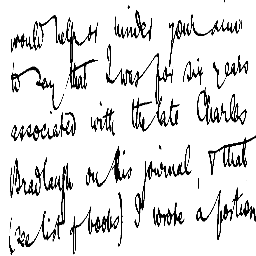 would help or hinder your aims
to say that I was for six years
associated with the late Charles
Bradlaugh on his journal, & that
(see list of books) I wrote a portion